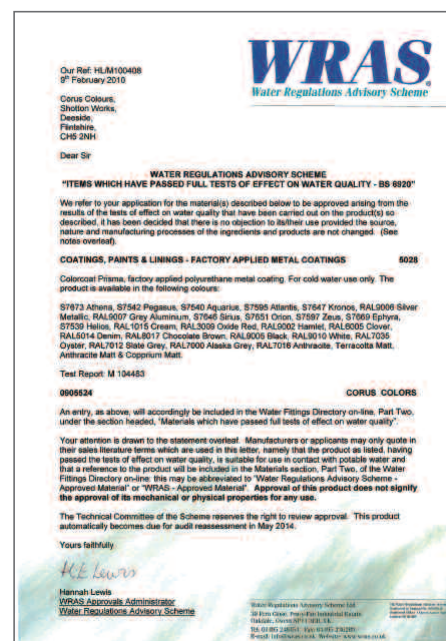 WRAS®
Water Regulations Advisory Scheme
Our Ref: HL/M100408
9th February 2010
Corus Colours,
Shotton Works,
Deeside,
Flintshire,
CH5 2NH
Dear Sir
WATER REGULATIONS ADVISORY SCHEME
"ITEMS WHICH HAVE PASSED FULL TESTS OF EFFECT ON WATER QUALITY - BS 6920"
We refer to your application for the material(s) described below to be approved arising from the
results of the tests of effect on water quality that have been carried out on the product(s) so
described, it has been decided that there is no objection to its/their use provided the source,
nature and manufacturing processes of the ingredients and products are not changed. (See
notes overleaf).
COATINGS, PAINTS & LININGS - FACTORY APPLIED METAL COATINGS 5028
Colorcoat Prisma, factory applied polyurethane metal coating. For cold water use only. The
product is available in the following colours:
S7673 Athena, S7542 Pegasus, S7540 Aquarius, S7595 Atlantis, S7647 Kronos, RAL9006 Silver
Metallic, RAL9007 Grey Aluminium, S7646 Sirius, S7651 Orion, S7597 Zeus, S7669 Ephyra,
S7539 Helios, RAL1015 Cream, RAL3009 Oxide Red, RAL9002 Hamlet, RAL6005 Clover,
RAL5014 Denim, RAL8017 Chocolate Brown, RAL9005 Black, RAL9010 White, RAL7035
Oyster, RAL7012 Slate Grey, RAL7000 Alaska Grey, RAL7016 Anthracite, Terracotta Matt,
Anthracite Matt & Copprium Matt.
Test Report: M 104483
0905524 CORUS COLORS
An entry, as above, will accordingly be included in the Water Fittings Directory on-line, Part Two,
under the section headed, "Materials which have passed full tests of effect on water quality".
Your attention is drawn to the statement overleaf. Manufacturers or applicants may only quote in
their sales literature terms which are used in this letter, namely that the product as listed, having
passed the tests of effect on water quality, is suitable for use in contact with potable water and
that a reference to the product will be included in the Materials section, Part Two, of the Water
Fittings Directory on-line: this may be abbreviated to "Water Regulations Advisory Scheme -
Approved Material" or "WRAS - Approved Material". Approval of this product does not signify
the approval of its mechanical or physical properties for any use.
The Technical Committee of the Scheme reserves the right to review approval. This product
automatically becomes due for audit reassessment in May 2014.
Yours faithfully
H E Lewis
Hannah Lewis
WRAS Approvals Administrator
Water Regulations Advisory Scheme
Water Regulations Advisory Scheme Ltd